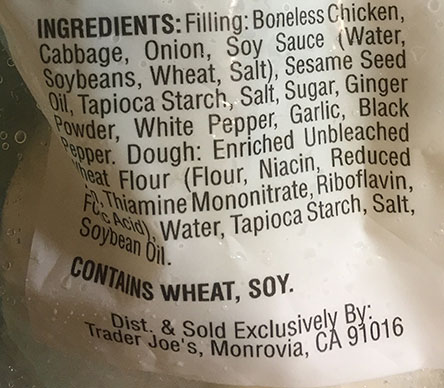 INGREDIENTS: Filling: Boneless Chicken,
Cabbage, Onion, Soy Sauce (Water,
Soybeans, Wheat, Salt), Sesame Seed
Oil, Tapioca Starch, Salt, Sugar, Ginger
Powder, White Pepper, Garlic, Black
Pepper. Dough: Enriched Unbleached
Wheat Flour (Flour, Niacin, Reduced
Thiamine Mononitrate, Riboflavin,
Acid), Water, Tapioca Starch, Salt,
Soybean Oil.
CONTAINS WHEAT, SOY.
Dist. & Sold Exclusively By:
Trader Joe's, Monrovia, CA 91016